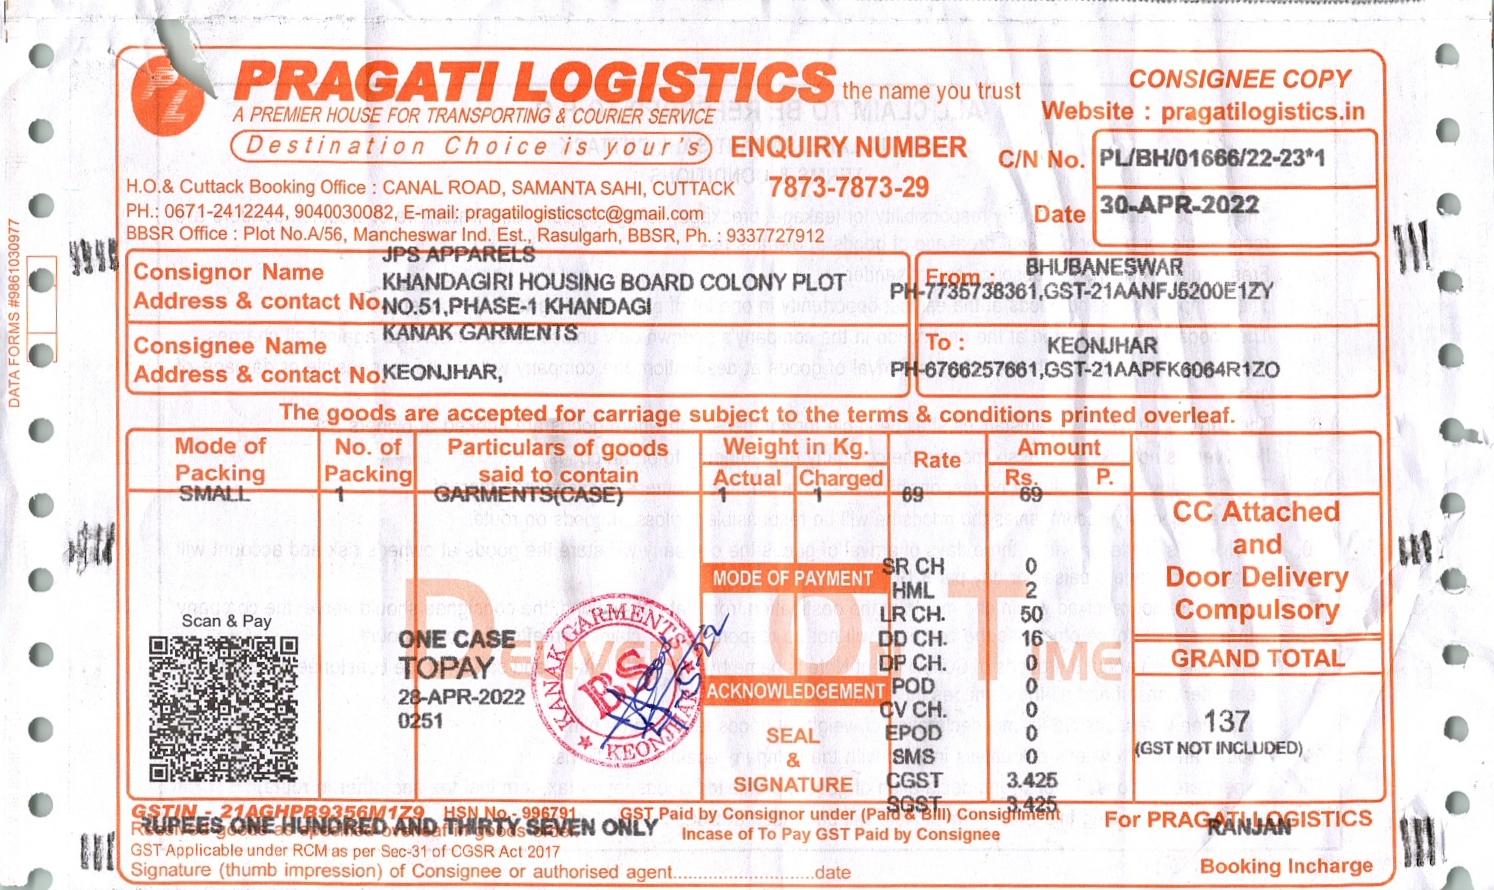 PRAGATI LOGISTICS the name you trust
A PREMIER HOUSE FOR TRANSPORTING & COURIER SERVICE
Destination Choice is your's
ENQUIRY NUMBER
7873-7873-29
CONSIGNEE COPY
Website : pragatilogistics.in
C/N No. PL/BH/01666/22-23*1
Date 30-APR-2022
H.O.& Cuttack Booking Office : CANAL ROAD, SAMANTA SAHI, CUTTACK
PH.: 0671-2412244, 9040030082, E-mail: pragatilogisticsctc@gmail.com
BBSR Office : Plot No.A/56, Mancheswar Ind. Est., Rasulgarh, BBSR, Ph. : 9337727912
DATA FORMS #9861030977
JPS APPARELS
Consignor Name KHANDAGIRI HOUSING BOARD COLONY PLOT
Address & contact No. NO.51,PHASE-1 KHANDAGI
From : BHUBANESWAR
PH-7735738361,GST-21AANFJ5200E1ZY
KANAK GARMENTS
Consignee Name
Address & contact No. KEONJHAR,
To : KEONJHAR
PH-6766257661,GST-21AAPFK6064R1ZO
The goods are accepted for carriage subject to the terms & conditions printed overleaf.
Mode of Packing No. of Packing Particulars of goods said to contain Weight in Kg. Actual Charged Rate Amount Rs. P.
SMALL 1 GARMENTS(CASE) 1 1 69 69
CC Attached
and
Door Delivery
Compulsory
GRAND TOTAL
137
(GST NOT INCLUDED)
DELIVERY ON TIME
MODE OF PAYMENT
SR CH 0
HML 2
LR CH. 50
DD CH. 16
DP CH. 0
ACKNOWLEDGEMENT
POD 0
CV CH. 0
EPOD 0
SMS 0
CGST 3.425
SGST 3.425
SEAL
&
SIGNATURE
Scan & Pay
ONE CASE
TOPAY
28-APR-2022
0251
KANAK GARMENTS
BS
KEONJHAR
GSTIN - 21AGHPB9356M1Z9 HSN No.- 996791
GST Paid by Consignor under (Paid & Bill) Consignment
Incase of To Pay GST Paid by Consignee
RUPEES ONE HUNDRED AND THIRTY SEVEN ONLY
Received goods as specified overleaf in goods order
GST Applicable under RCM as per Sec-31 of CGSR Act 2017
Signature (thumb impression) of Consignee or authorised agent............................date
For PRAGATI LOGISTICS
RANJAN
Booking Incharge